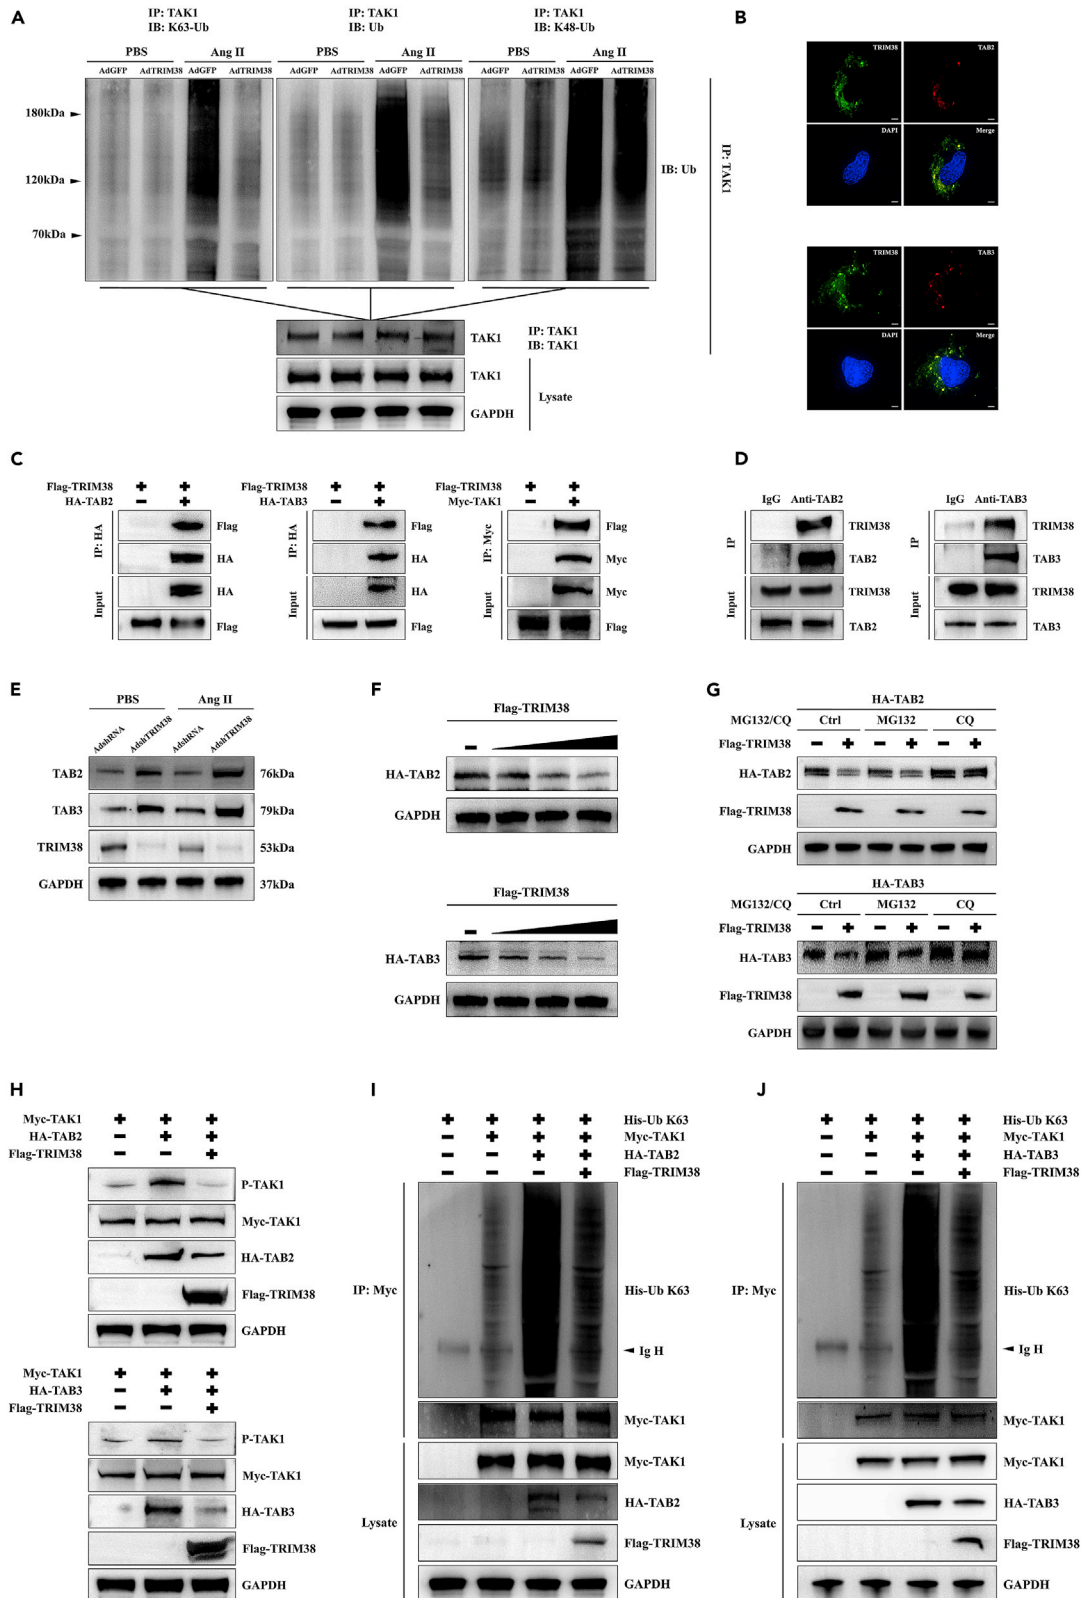 A
IP: TAK1 IP: TAK1 IP: TAK1
IB: K63-Ub IB: Ub IB: K48-Ub
PBS Ang II PBS Ang II PBS Ang II
AdGFP AdTRIM38 AdGFP AdTRIM38 AdGFP AdTRIM38 AdGFP AdTRIM38 AdGFP AdTRIM38 AdGFP AdTRIM38
180kDa
120kDa
70kDa
IB: Ub
IP: TAK1
TAK1
IP: TAK1
IB: TAK1
TAK1
GAPDH
Lysate
B
TRIM38 TAB2
DAPI Merge
TRIM38 TAB3
DAPI Merge
C
Flag-TRIM38 + +
HA-TAB2 - +
IP: HA
Flag
HA
Input
HA
Flag
Flag-TRIM38 + +
HA-TAB3 - +
IP: HA
Flag
HA
Input
HA
Flag
Flag-TRIM38 + +
Myc-TAK1 - +
IP: Myc
Flag
Myc
Input
Myc
Flag
D
IgG Anti-TAB2
IP
TRIM38
TAB2
Input
TRIM38
TAB2
IgG Anti-TAB3
IP
TRIM38
TAB3
Input
TRIM38
TAB3
E
PBS Ang II
AdshRNA AdshTRIM38 AdshRNA AdshTRIM38
TAB2 76kDa
TAB3 79kDa
TRIM38 53kDa
GAPDH 37kDa
F
Flag-TRIM38
-
HA-TAB2
GAPDH
Flag-TRIM38
-
HA-TAB3
GAPDH
G
HA-TAB2
MG132/CQ Ctrl MG132 CQ
Flag-TRIM38 - + - + - +
HA-TAB2
Flag-TRIM38
GAPDH
HA-TAB3
MG132/CQ Ctrl MG132 CQ
Flag-TRIM38 - + - + - +
HA-TAB3
Flag-TRIM38
GAPDH
H
Myc-TAK1 + + +
HA-TAB2 - + +
Flag-TRIM38 - - +
P-TAK1
Myc-TAK1
HA-TAB2
Flag-TRIM38
GAPDH
Myc-TAK1 + + +
HA-TAB3 - + +
Flag-TRIM38 - - +
P-TAK1
Myc-TAK1
HA-TAB3
Flag-TRIM38
GAPDH
I
+ + + + His-Ub K63
- + + + Myc-TAK1
- - + + HA-TAB2
- - - + Flag-TRIM38
IP: Myc
His-Ub K63
Ig H
Myc-TAK1
Lysate
Myc-TAK1
HA-TAB2
Flag-TRIM38
GAPDH
J
+ + + + His-Ub K63
- + + + Myc-TAK1
- - + + HA-TAB3
- - - + Flag-TRIM38
IP: Myc
His-Ub K63
Ig H
Myc-TAK1
Lysate
Myc-TAK1
HA-TAB3
Flag-TRIM38
GAPDH